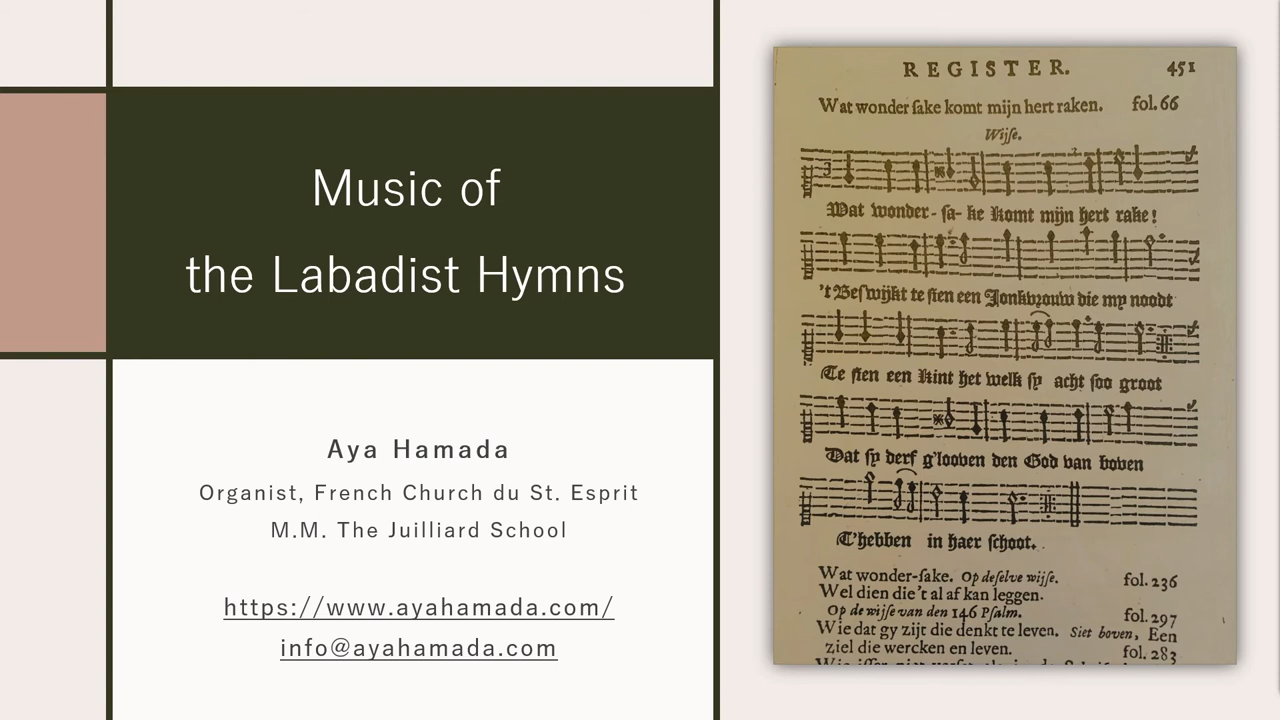 Music of
the Labadist Hymns
Aya Hamada
Organist, French Church du St. Esprit
M.M. The Juilliard School
https://www.ayahamada.com/
info@ayahamada.com
REGISTER. 451
Wat wonder sake komt mijn hert raken. fol. 66
Wijse.
3
Wat wonder- sa- ke komt mijn hert rake!
't Beswijkt te sien een Jonkvrouw die my noodt
Te sien een kint het welk sy acht soo groot
Dat sy derf g'looven den God van boven
T'hebben in haer schoot.
Wat wonder-sake. Op deselve wijse. fol. 236
Wel dien die't al af kan leggen.
Op de wijse van den 146 Psalm. fol. 297
Wie dat gy zijt die denkt te leven. Siet boven, Een
ziel die wercken en leven. fol. 283